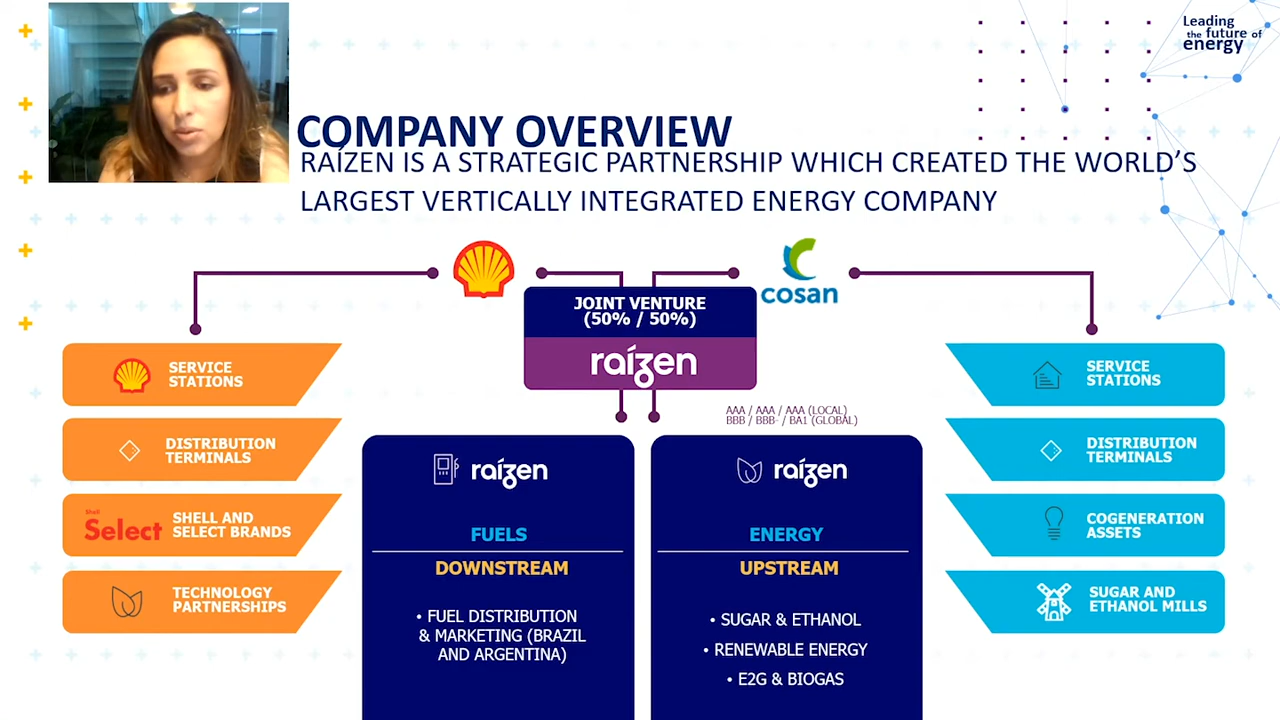 Leading
the future of
energy
COMPANY OVERVIEW
RAÍZEN IS A STRATEGIC PARTNERSHIP WHICH CREATED THE WORLD'S
LARGEST VERTICALLY INTEGRATED ENERGY COMPANY
cosan
JOINT VENTURE
(50% / 50%)
raízen
AAA / AAA / AAA (LOCAL)
BBB / BBB- / BA1 (GLOBAL)
SERVICE
STATIONS
DISTRIBUTION
TERMINALS
Shell
Select
SHELL AND
SELECT BRANDS
TECHNOLOGY
PARTNERSHIPS
raízen
FUELS
DOWNSTREAM
• FUEL DISTRIBUTION
& MARKETING (BRAZIL
AND ARGENTINA)
raízen
ENERGY
UPSTREAM
• SUGAR & ETHANOL
• RENEWABLE ENERGY
• E2G & BIOGAS
SERVICE
STATIONS
DISTRIBUTION
TERMINALS
COGENERATION
ASSETS
SUGAR AND
ETHANOL MILLS